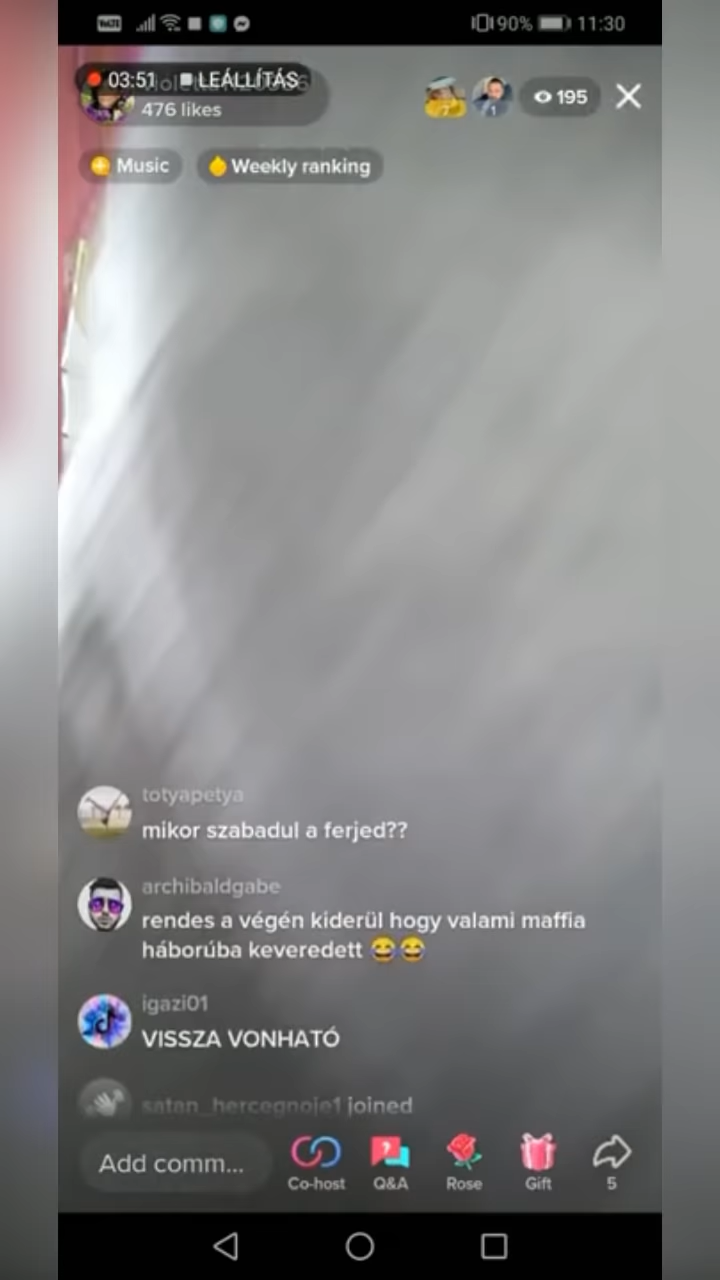 VoLTE 90% 11:30
03:51 LEÁLLÍTÁS
476 likes
195
Music Weekly ranking
totyapetya
mikor szabadul a ferjed??
archibaldgabe
rendes a végén kiderül hogy valami maffia
háborúba keveredett 😂😂
igazi01
VISSZA VONHATÓ
satan_hercegnoje1 joined
Add comm...
Co-host Q&A Rose Gift 5